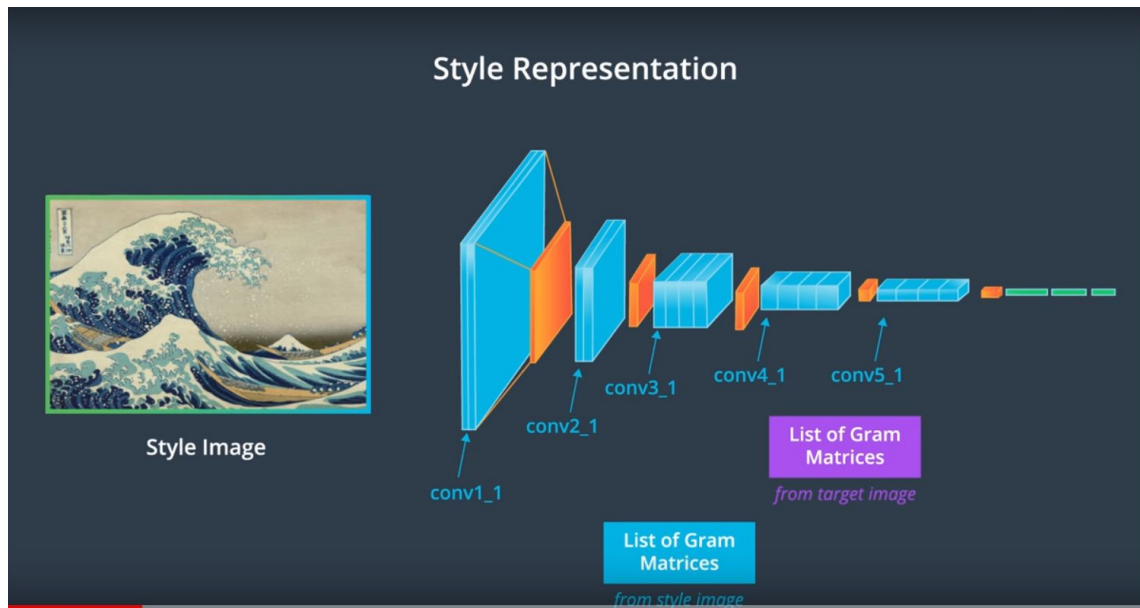 Style Representation
Style Image
conv1_1
conv2_1
conv3_1
conv4_1
conv5_1
List of Gram
Matrices
from target image
List of Gram
Matrices
from style image